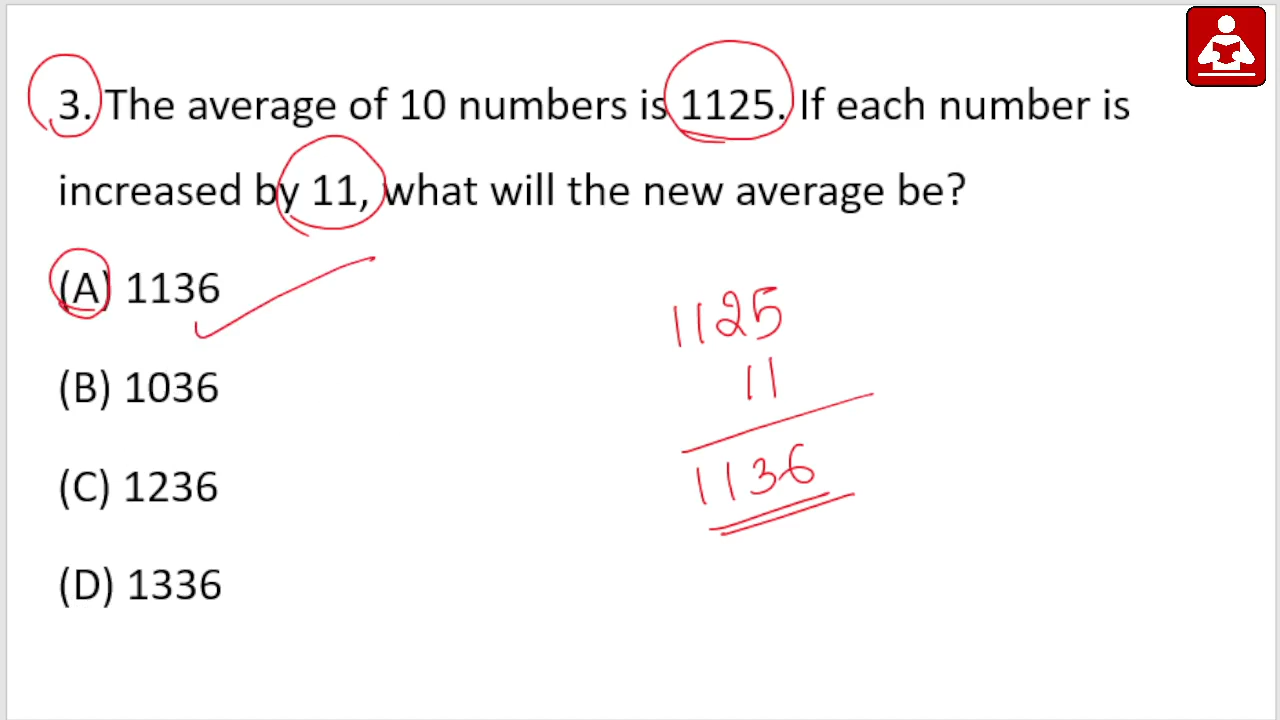 3. The average of 10 numbers is 1125. If each number is
increased by 11, what will the new average be?
(A) 1136
(B) 1036
(C) 1236
(D) 1336
1125
11
1136